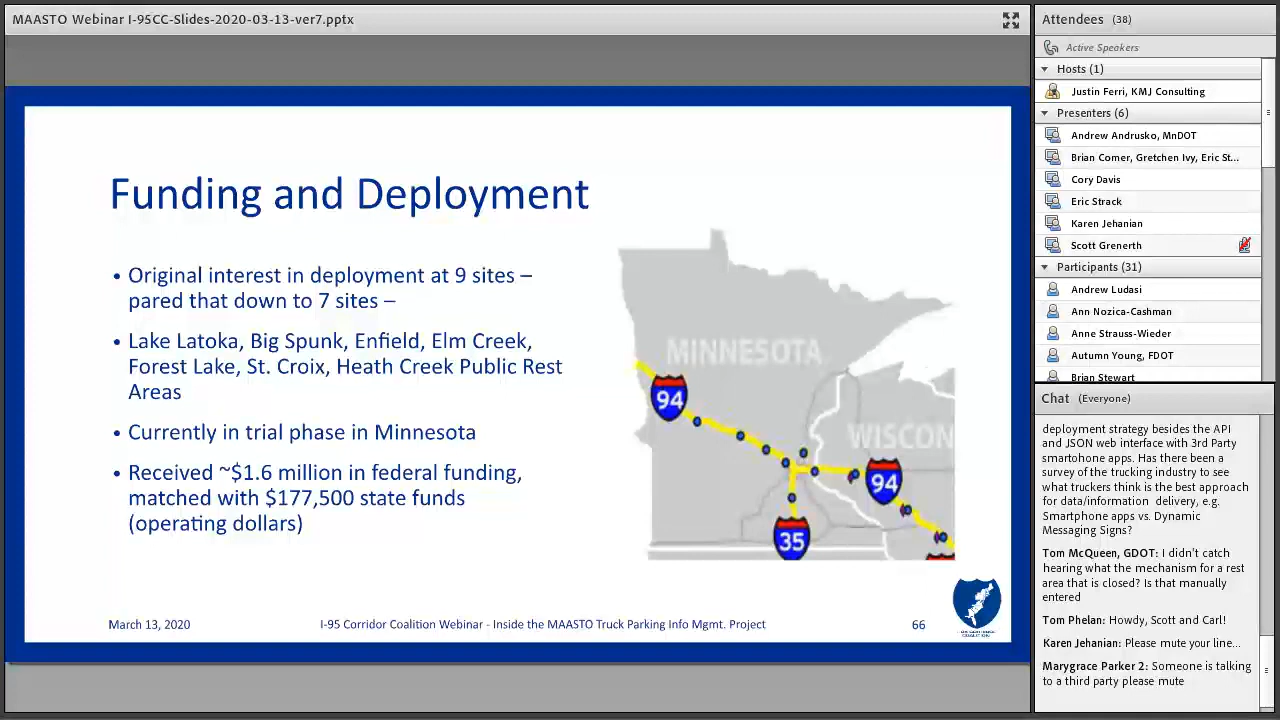 MAASTO Webinar I-95CC-Slides-2020-03-13-ver7.pptx
Funding and Deployment
• Original interest in deployment at 9 sites –
pared that down to 7 sites –
• Lake Latoka, Big Spunk, Enfield, Elm Creek,
Forest Lake, St. Croix, Heath Creek Public Rest
Areas
• Currently in trial phase in Minnesota
• Received ~$1.6 million in federal funding,
matched with $177,500 state funds
(operating dollars)
MINNESOTA
WISCON
94
94
35
March 13, 2020
I-95 Corridor Coalition Webinar - Inside the MAASTO Truck Parking Info Mgmt. Project
66
Attendees (38)
Active Speakers
Hosts (1)
Justin Ferri, KMJ Consulting
Presenters (6)
Andrew Andrusko, MnDOT
Brian Comer, Gretchen Ivy, Eric St...
Cory Davis
Eric Strack
Karen Jehanian
Scott Grenerth
Participants (31)
Andrew Ludasi
Ann Nozica-Cashman
Anne Strauss-Wieder
Autumn Young, FDOT
Brian Stewart
Chat (Everyone)
deployment strategy besides the API
and JSON web interface with 3rd Party
smartohone apps. Has there been a
survey of the trucking industry to see
what truckers think is the best approach
for data/information delivery, e.g.
Smartphone apps vs. Dynamic
Messaging Signs?
Tom McQueen, GDOT: I didn't catch
hearing what the mechanism for a rest
area that is closed? Is that manually
entered
Tom Phelan: Howdy, Scott and Carl!
Karen Jehanian: Please mute your line...
Marygrace Parker 2: Someone is talking
to a third party please mute